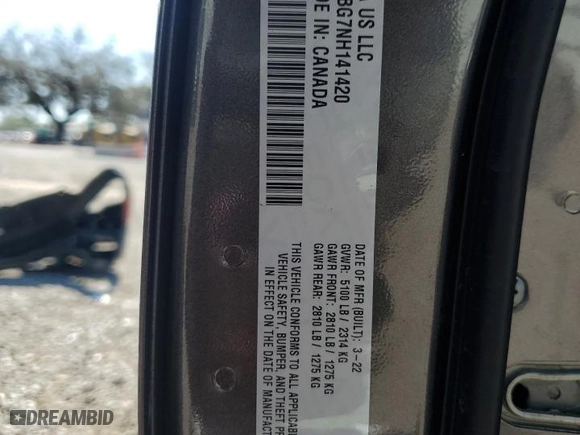 A US LLC
BG7NH141420
DE IN: CANADA
DATE OF MFR (BUILT): 3-22
GVWR: 5100 LB / 2314 KG
GAWR FRONT: 2810 LB / 1275 KG
GAWR REAR: 2810 LB / 1275 KG
THIS VEHICLE CONFORMS TO ALL APPLICABL
VEHICLE SAFETY, BUMPER, AND THEFT PR
IN EFFECT ON THE DATE OF MANUFACT
DREAMBID